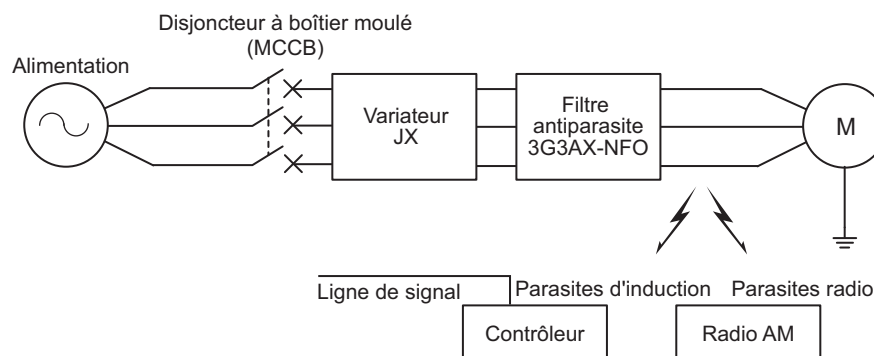 Disjoncteur à boîtier moulé
(MCCB)
Alimentation
Variateur
JX
Filtre
antiparasite
3G3AX-NFO
M
Ligne de signal
Parasites d'induction
Parasites radio
Contrôleur
Radio AM